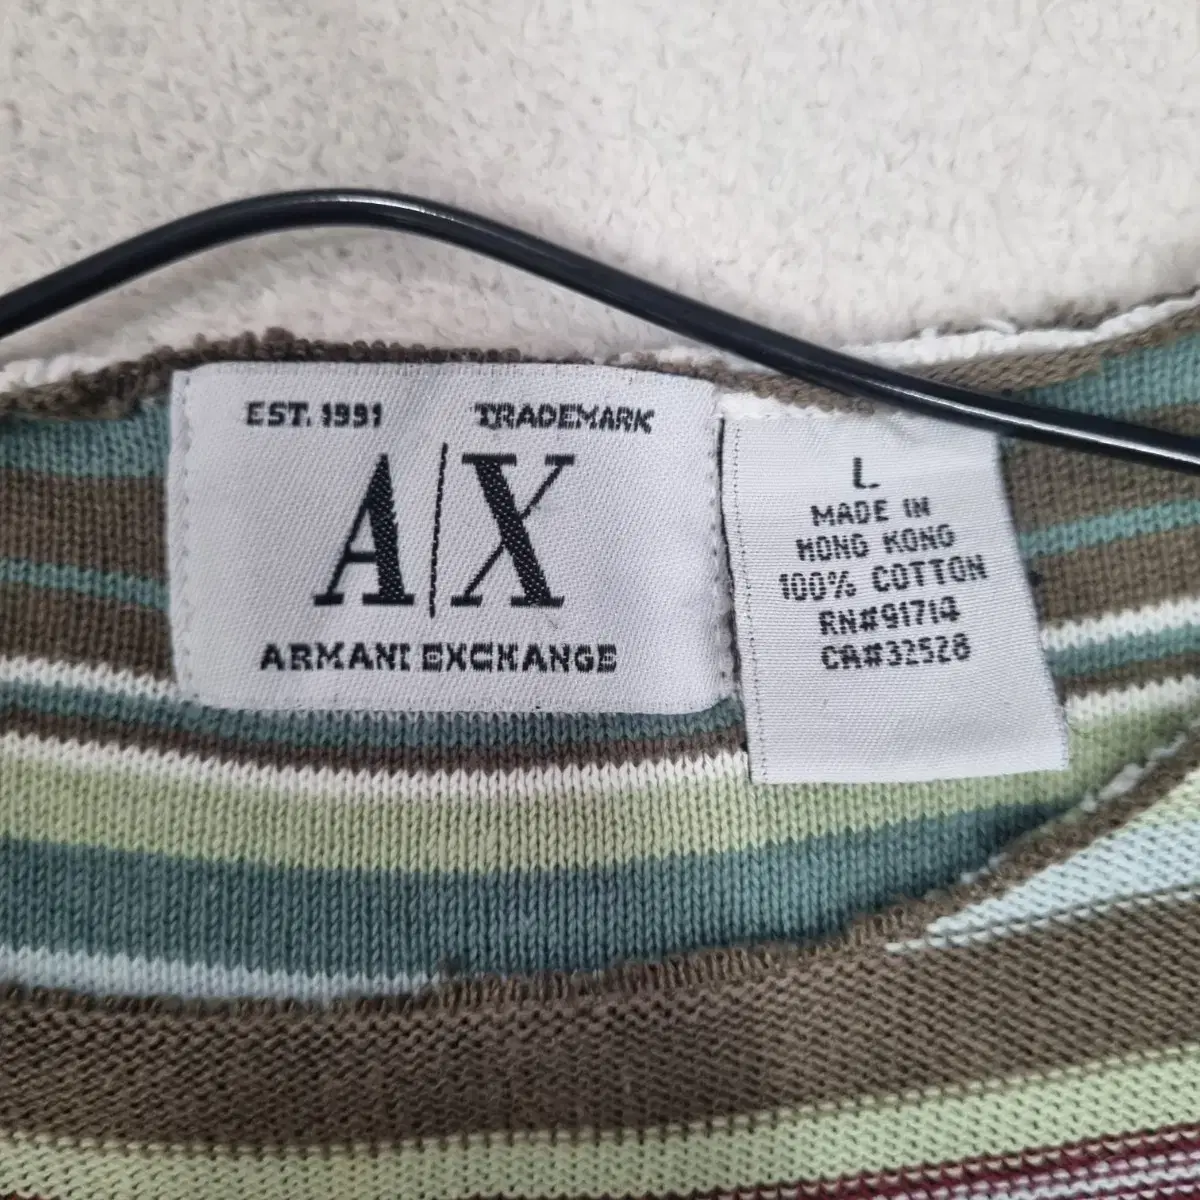 EST. 1991 TRADEMARK
A|X
ARMANI EXCHANGE
L
MADE IN
HONG KONG
100% COTTON
RN#91714
CA#32528